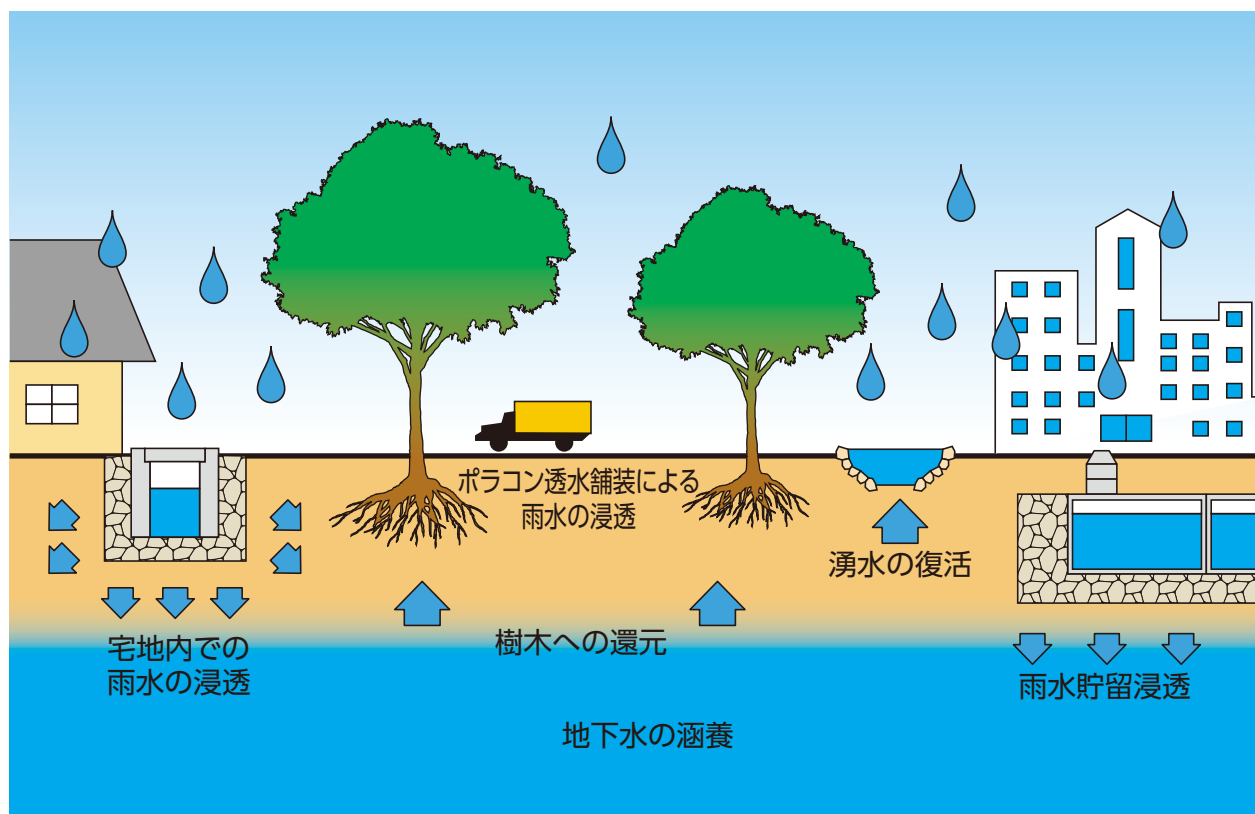 ポラコン透水舗装による
雨水の浸透
湧水の復活
樹木への還元
宅地内での
雨水の浸透
雨水貯留浸透
地下水の涵養